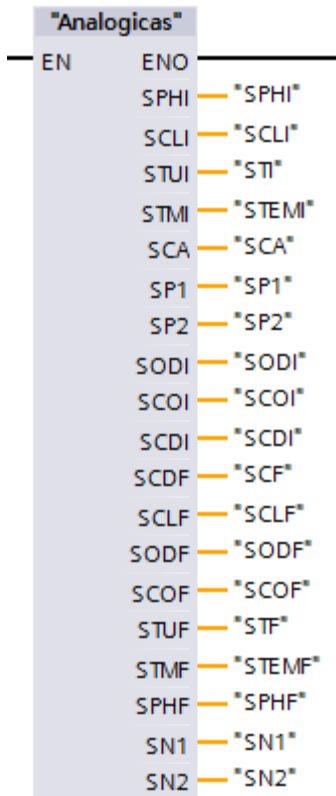 "Analogicas"
EN ENO
SPHI "SPHI"
SCLI "SCLI"
STUI "STI"
STMI "STEMI"
SCA "SCA"
SP1 "SP1"
SP2 "SP2"
SODI "SODI"
SCOI "SCOI"
SCDI "SCDI"
SCDF "SCF"
SCLF "SCLF"
SODF "SODF"
SCOF "SCOF"
STUF "STF"
STMF "STEMF"
SPHF "SPHF"
SN1 "SN1"
SN2 "SN2"